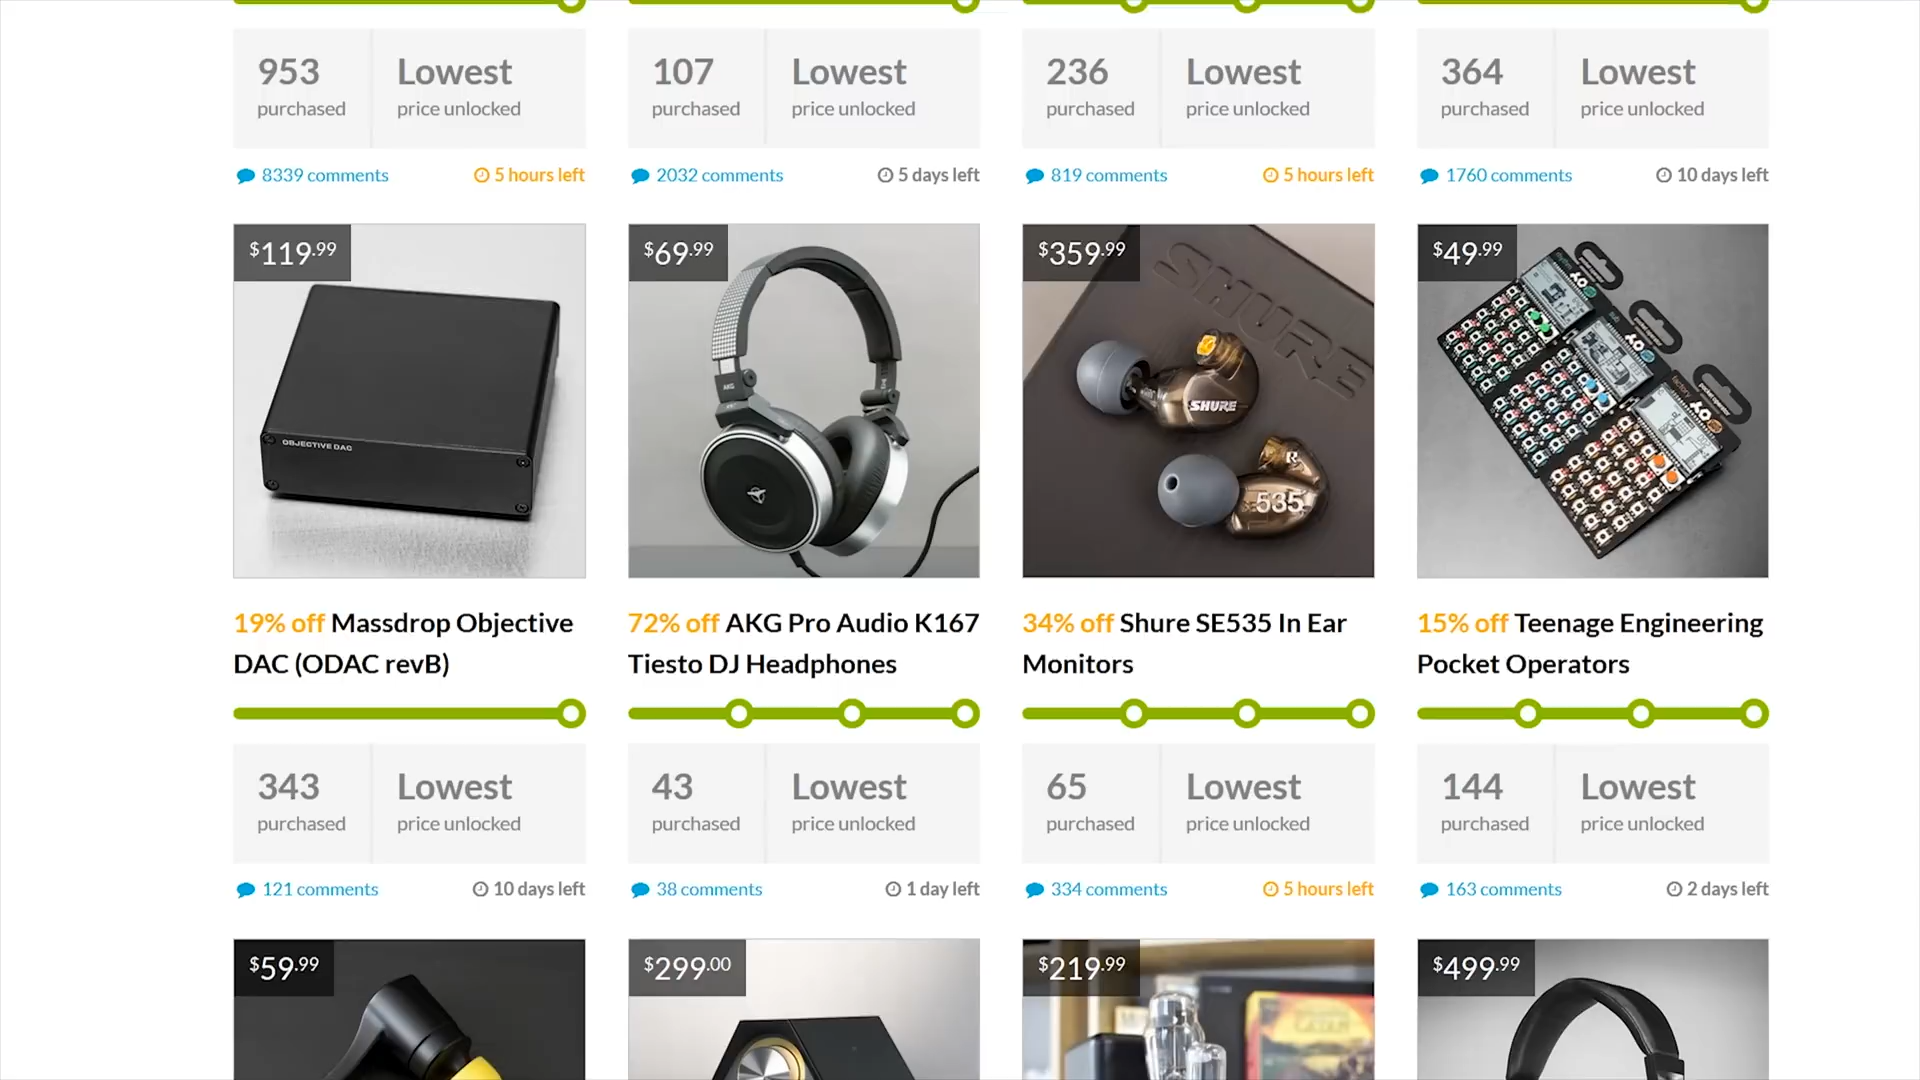 953 Lowest 107 Lowest 236 Lowest 364 Lowest
purchased price unlocked purchased price unlocked purchased price unlocked purchased price unlocked
8339 comments 5 hours left 2032 comments 5 days left 819 comments 5 hours left 1760 comments 10 days left
$119.99 $69.99 $359.99 $49.99
SHURE
AKG
SHURE
R
OBJECTIVE DAC
SE535
factory
19% off Massdrop Objective 72% off AKG Pro Audio K167 34% off Shure SE535 In Ear 15% off Teenage Engineering
DAC (ODAC revB) Tiesto DJ Headphones Monitors Pocket Operators
343 Lowest 43 Lowest 65 Lowest 144 Lowest
purchased price unlocked purchased price unlocked purchased price unlocked purchased price unlocked
121 comments 10 days left 38 comments 1 day left 334 comments 5 hours left 163 comments 2 days left
$59.99 $299.00 $219.99 $499.99
CATAN